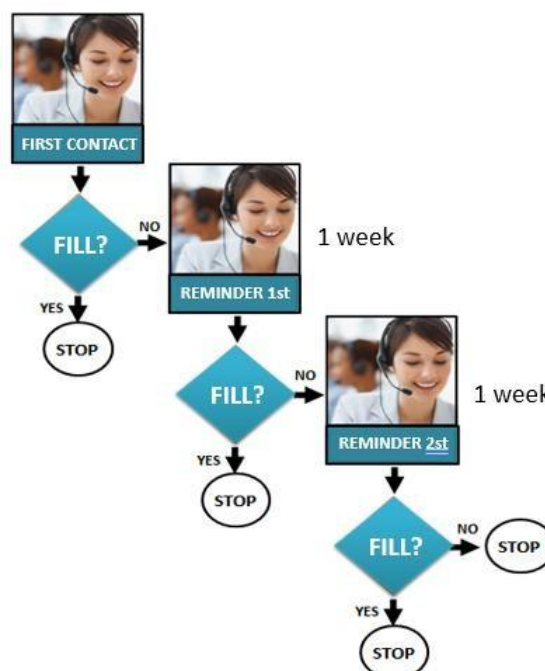 FIRST CONTACT
FILL?
NO
1 week
YES
REMINDER 1st
STOP
FILL?
NO
1 week
YES
REMINDER 2st
STOP
FILL?
NO
STOP
YES
STOP